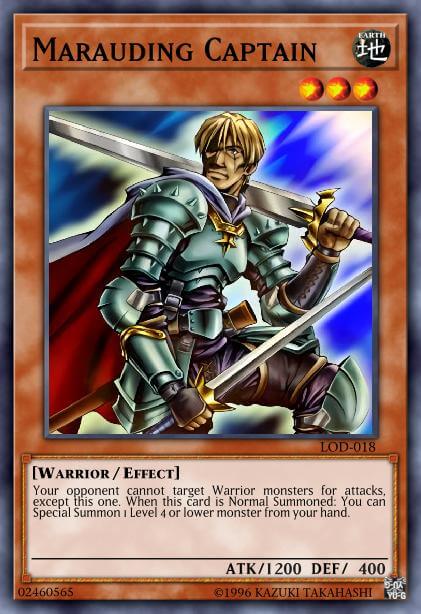 MARAUDING CAPTAIN
EARTH
地
LOD-018
[WARRIOR / EFFECT]
Your opponent cannot target Warrior monsters for attacks,
except this one. When this card is Normal Summoned: You can
Special Summon 1 Level 4 or lower monster from your hand.
ATK/1200 DEF/ 400
02460565
©1996 KAZUKI TAKAHASHI